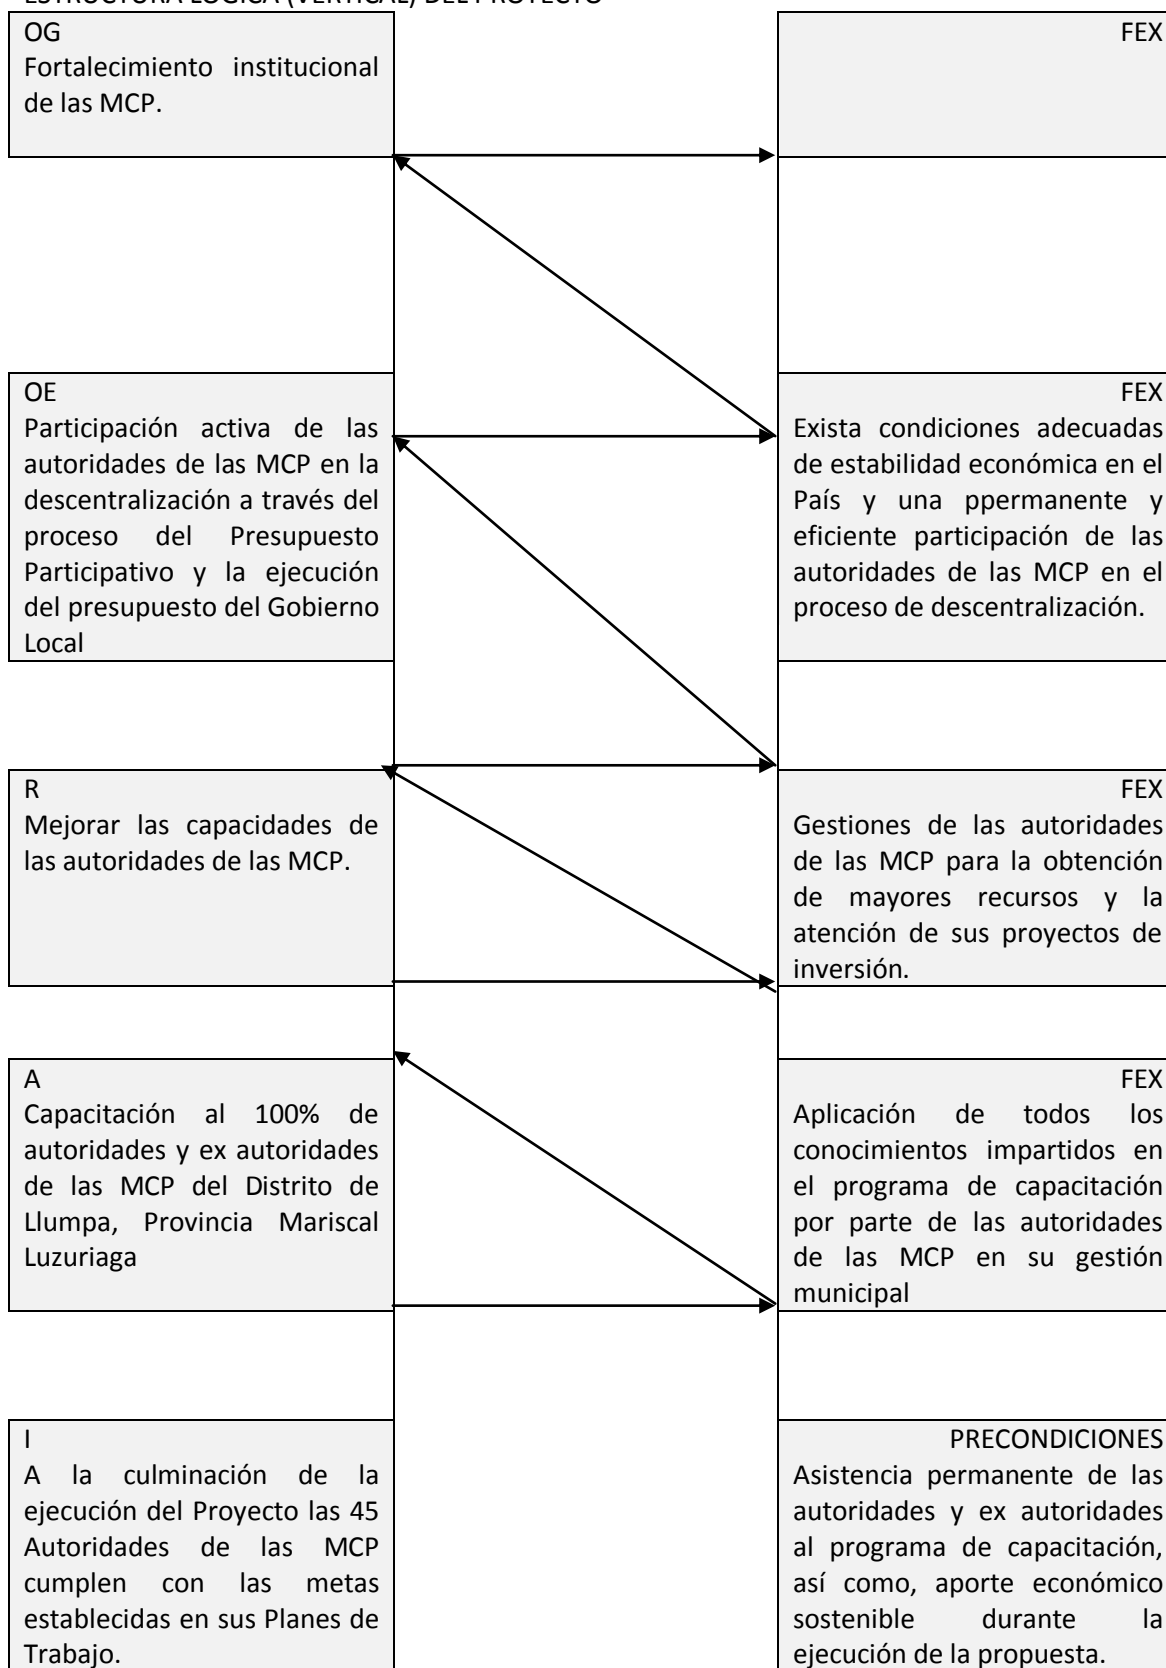 ESTRUCTURA LOGICA (VERTICAL) DEL PROYECTO
OG
Fortalecimiento institucional
de las MCP.
FEX
OE
Participación activa de las
autoridades de las MCP en la
descentralización a través del
proceso del Presupuesto
Participativo y la ejecución
del presupuesto del Gobierno
Local
FEX
Exista condiciones adecuadas
de estabilidad económica en el
País y una ppermanente y
eficiente participación de las
autoridades de las MCP en el
proceso de descentralización.
R
Mejorar las capacidades de
las autoridades de las MCP.
FEX
Gestiones de las autoridades
de las MCP para la obtención
de mayores recursos y la
atención de sus proyectos de
inversión.
A
Capacitación al 100% de
autoridades y ex autoridades
de las MCP del Distrito de
Llumpa, Provincia Mariscal
Luzuriaga
FEX
Aplicación de todos los
conocimientos impartidos en
el programa de capacitación
por parte de las autoridades
de las MCP en su gestión
municipal
I
A la culminación de la
ejecución del Proyecto las 45
Autoridades de las MCP
cumplen con las metas
establecidas en sus Planes de
Trabajo.
PRECONDICIONES
Asistencia permanente de las
autoridades y ex autoridades
al programa de capacitación,
así como, aporte económico
sostenible durante la
ejecución de la propuesta.